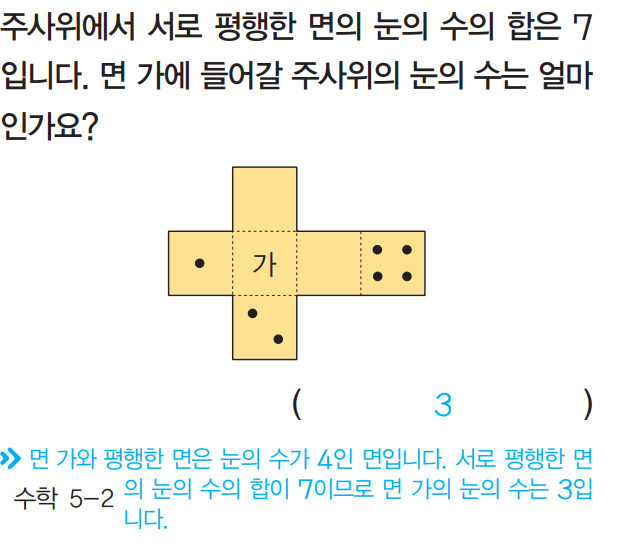 주사위에서 서로 평행한 면의 눈의 수의 합은 7
입니다. 면 가에 들어갈 주사위의 눈의 수는 얼마
인가요?
가
( 3 )
면 가와 평행한 면은 눈의 수가 4인 면입니다. 서로 평행한 면
의 눈의 수의 합이 7이므로 면 가의 눈의 수는 3입
수학 5-2
니다.